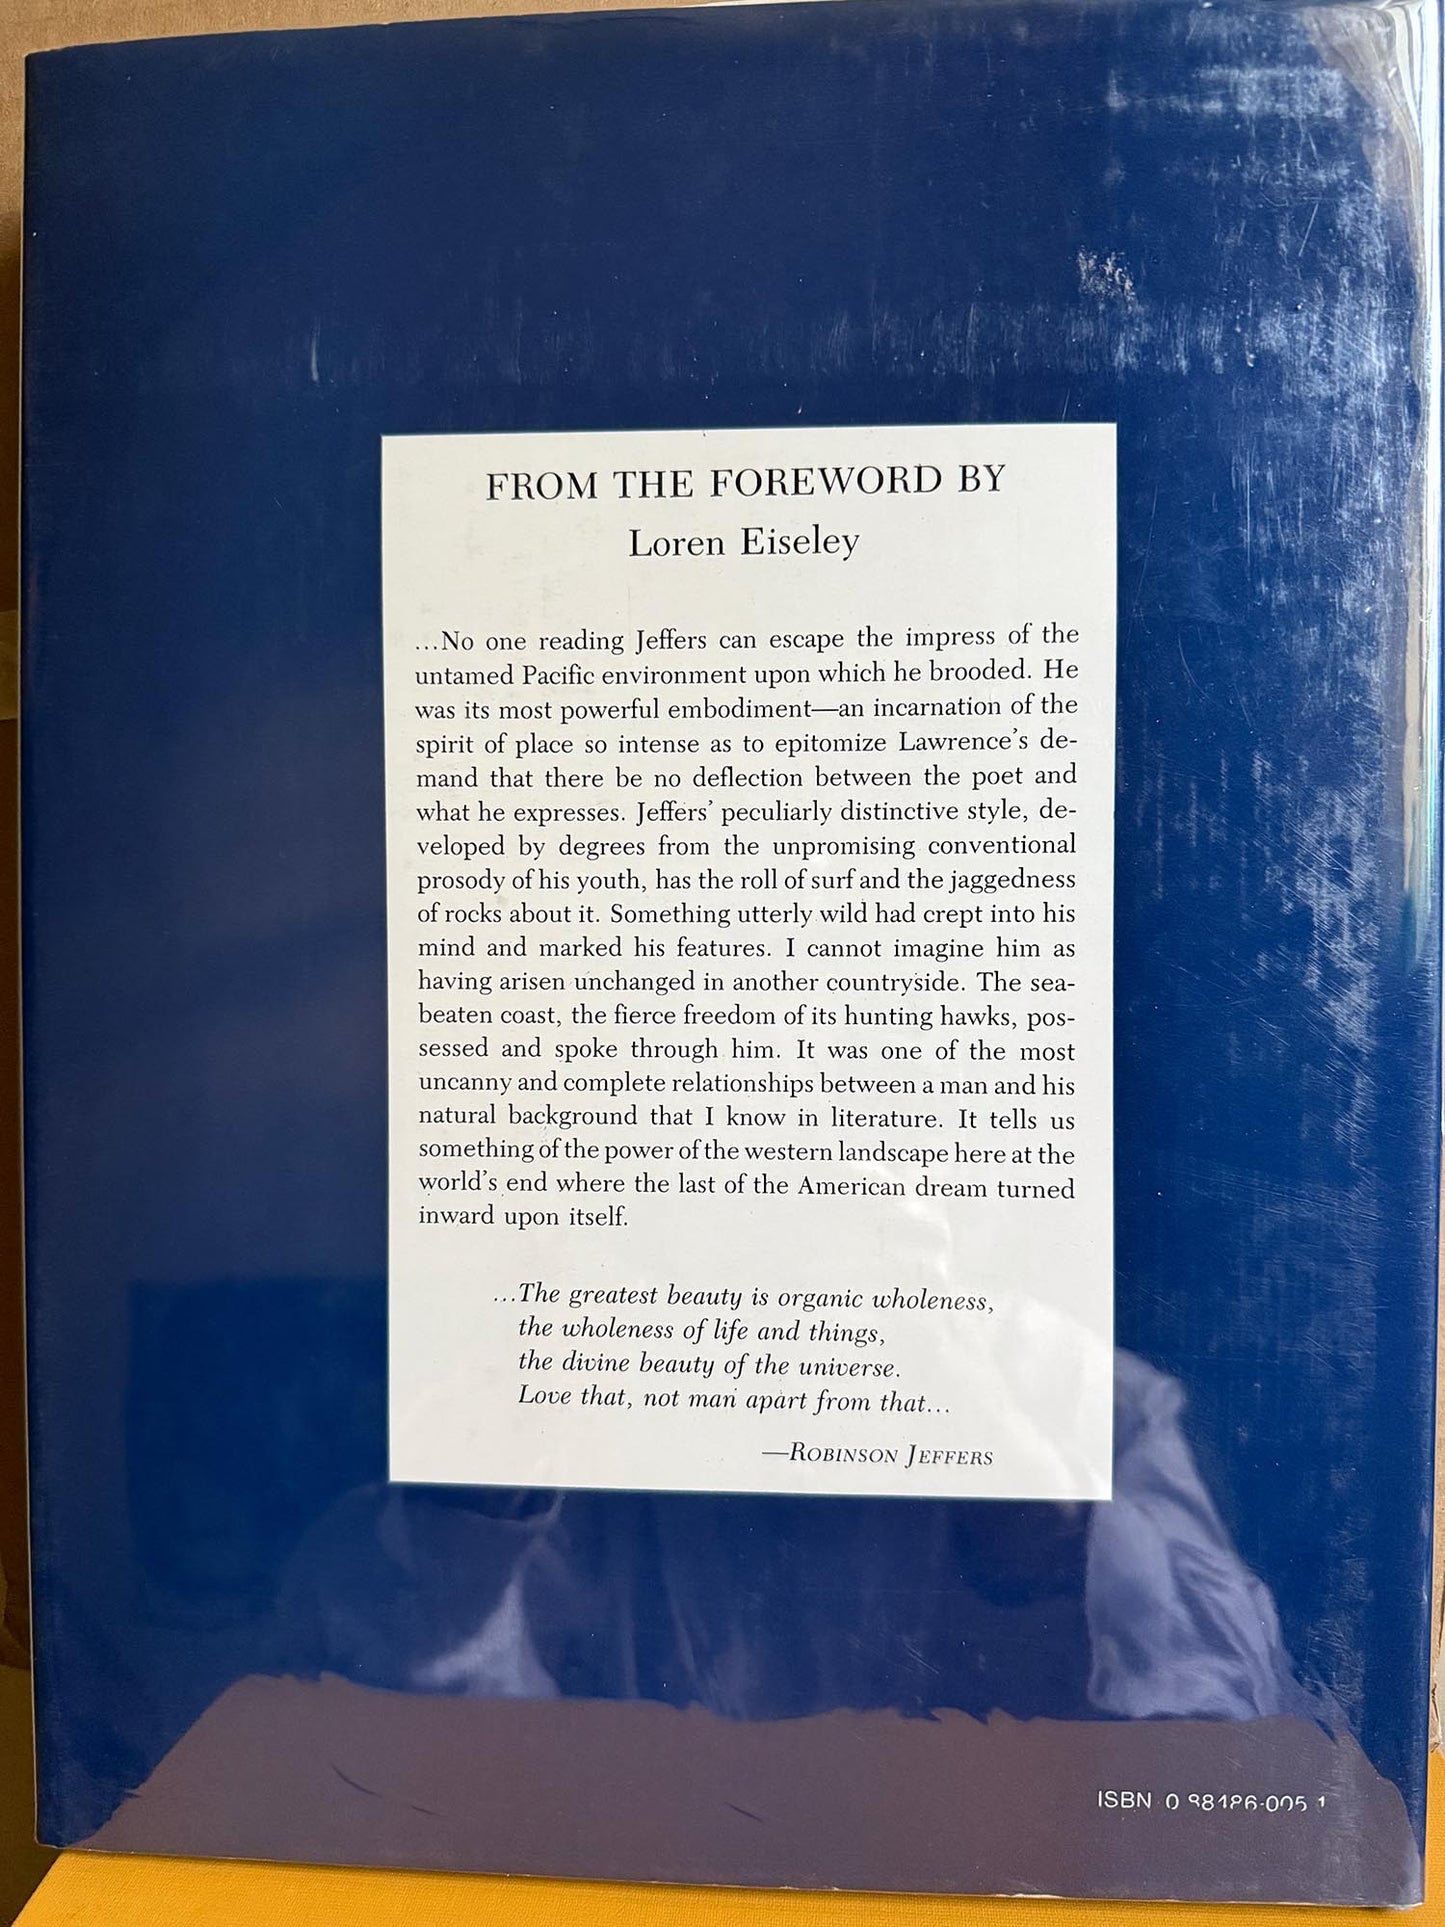 FROM THE FOREWORD BY
Loren Eiseley
...No one reading Jeffers can escape the impress of the
untamed Pacific environment upon which he brooded. He
was its most powerful embodiment—an incarnation of the
spirit of place so intense as to epitomize Lawrence's de-
mand that there be no deflection between the poet and
what he expresses. Jeffers' peculiarly distinctive style, de-
veloped by degrees from the unpromising conventional
prosody of his youth, has the roll of surf and the jaggedness
of rocks about it. Something utterly wild had crept into his
mind and marked his features. I cannot imagine him as
having arisen unchanged in another countryside. The sea-
beaten coast, the fierce freedom of its hunting hawks, pos-
sessed and spoke through him. It was one of the most
uncanny and complete relationships between a man and his
natural background that I know in literature. It tells us
something of the power of the western landscape here at the
world's end where the last of the American dream turned
inward upon itself.
...The greatest beauty is organic wholeness,
the wholeness of life and things,
the divine beauty of the universe.
Love that, not man apart from that...
—ROBINSON JEFFERS
ISBN